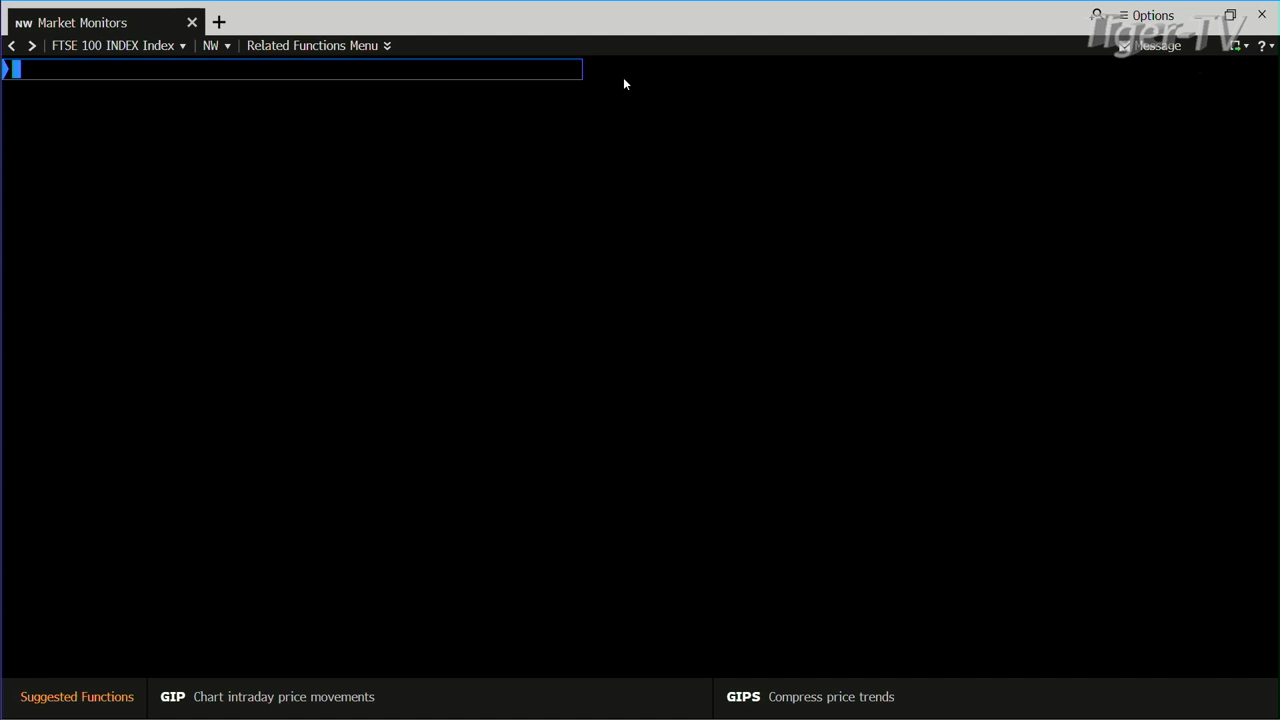 NW Market Monitors
Options
Tiger-TV
FTSE 100 INDEX Index NW Related Functions Menu
Message ?
Suggested Functions GIP Chart intraday price movements GIPS Compress price trends